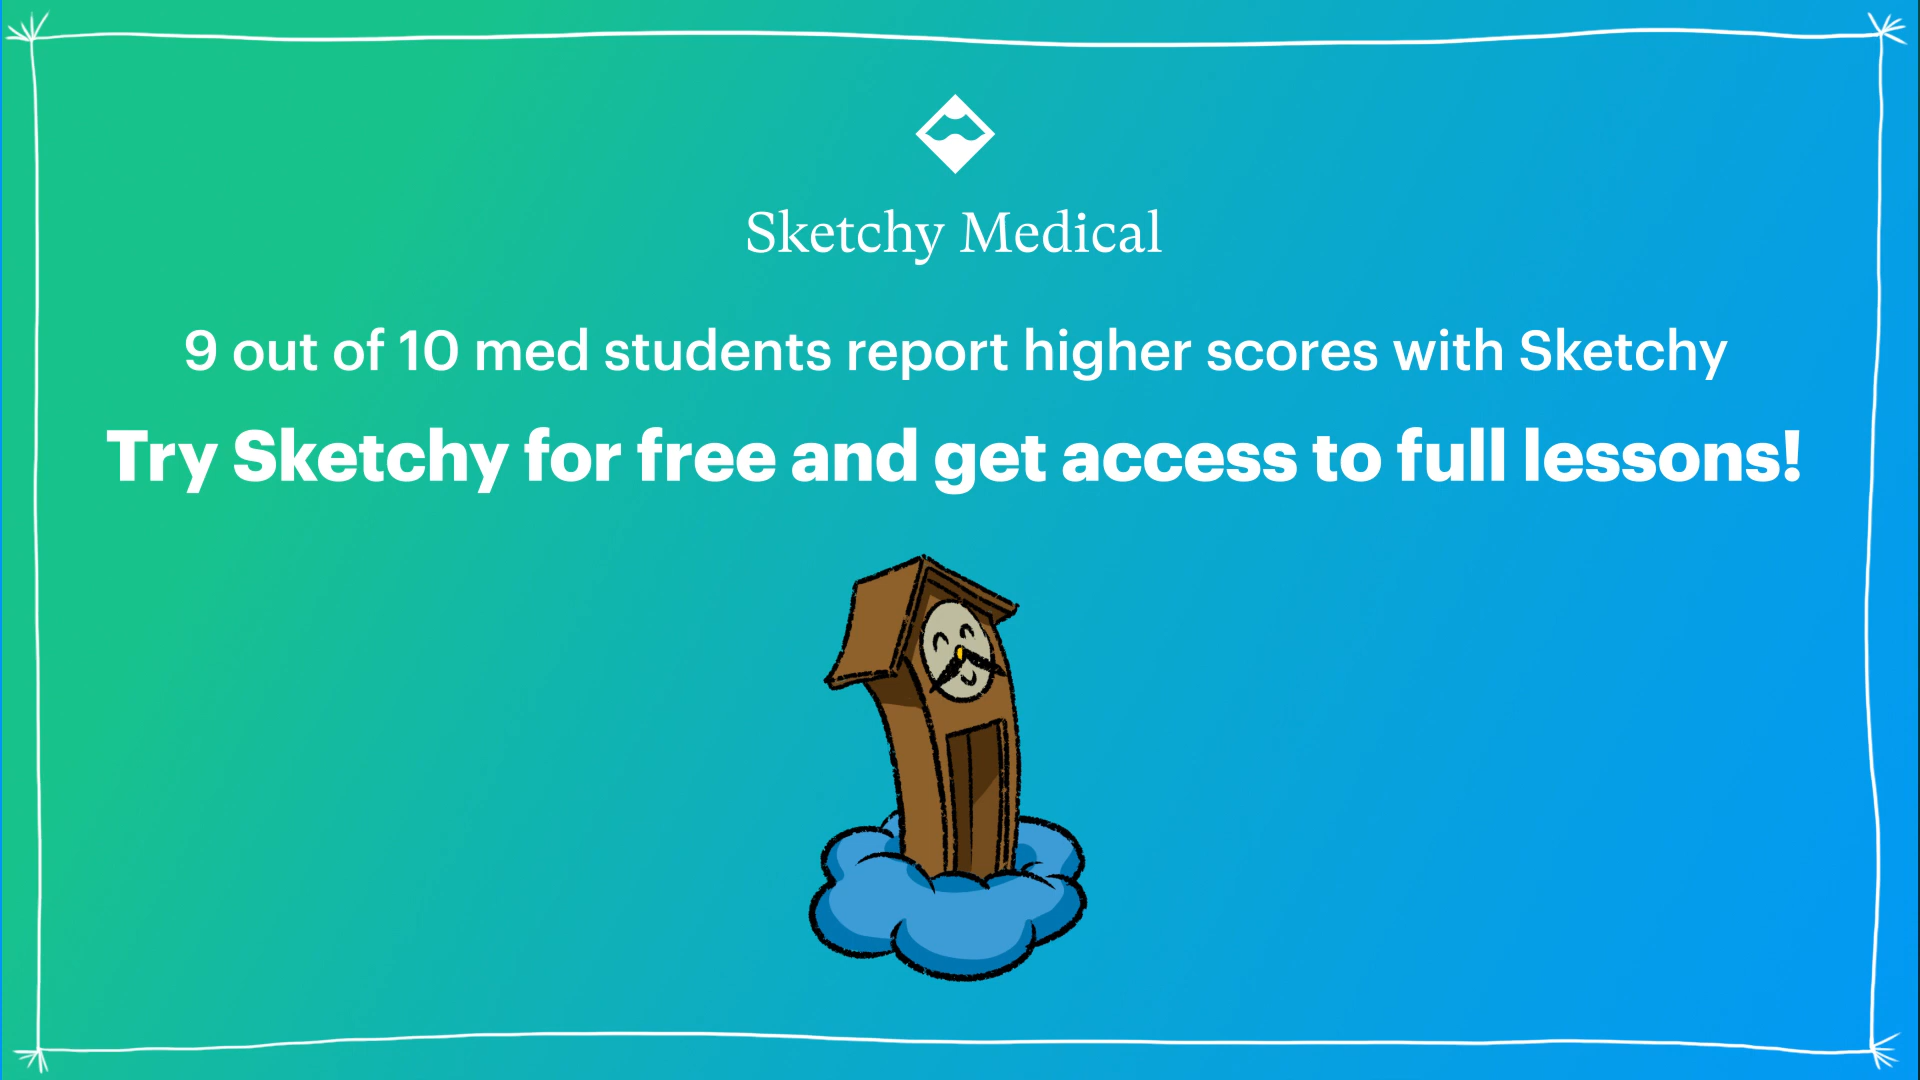 Sketchy Medical
9 out of 10 med students report higher scores with Sketchy
Try Sketchy for free and get access to full lessons!